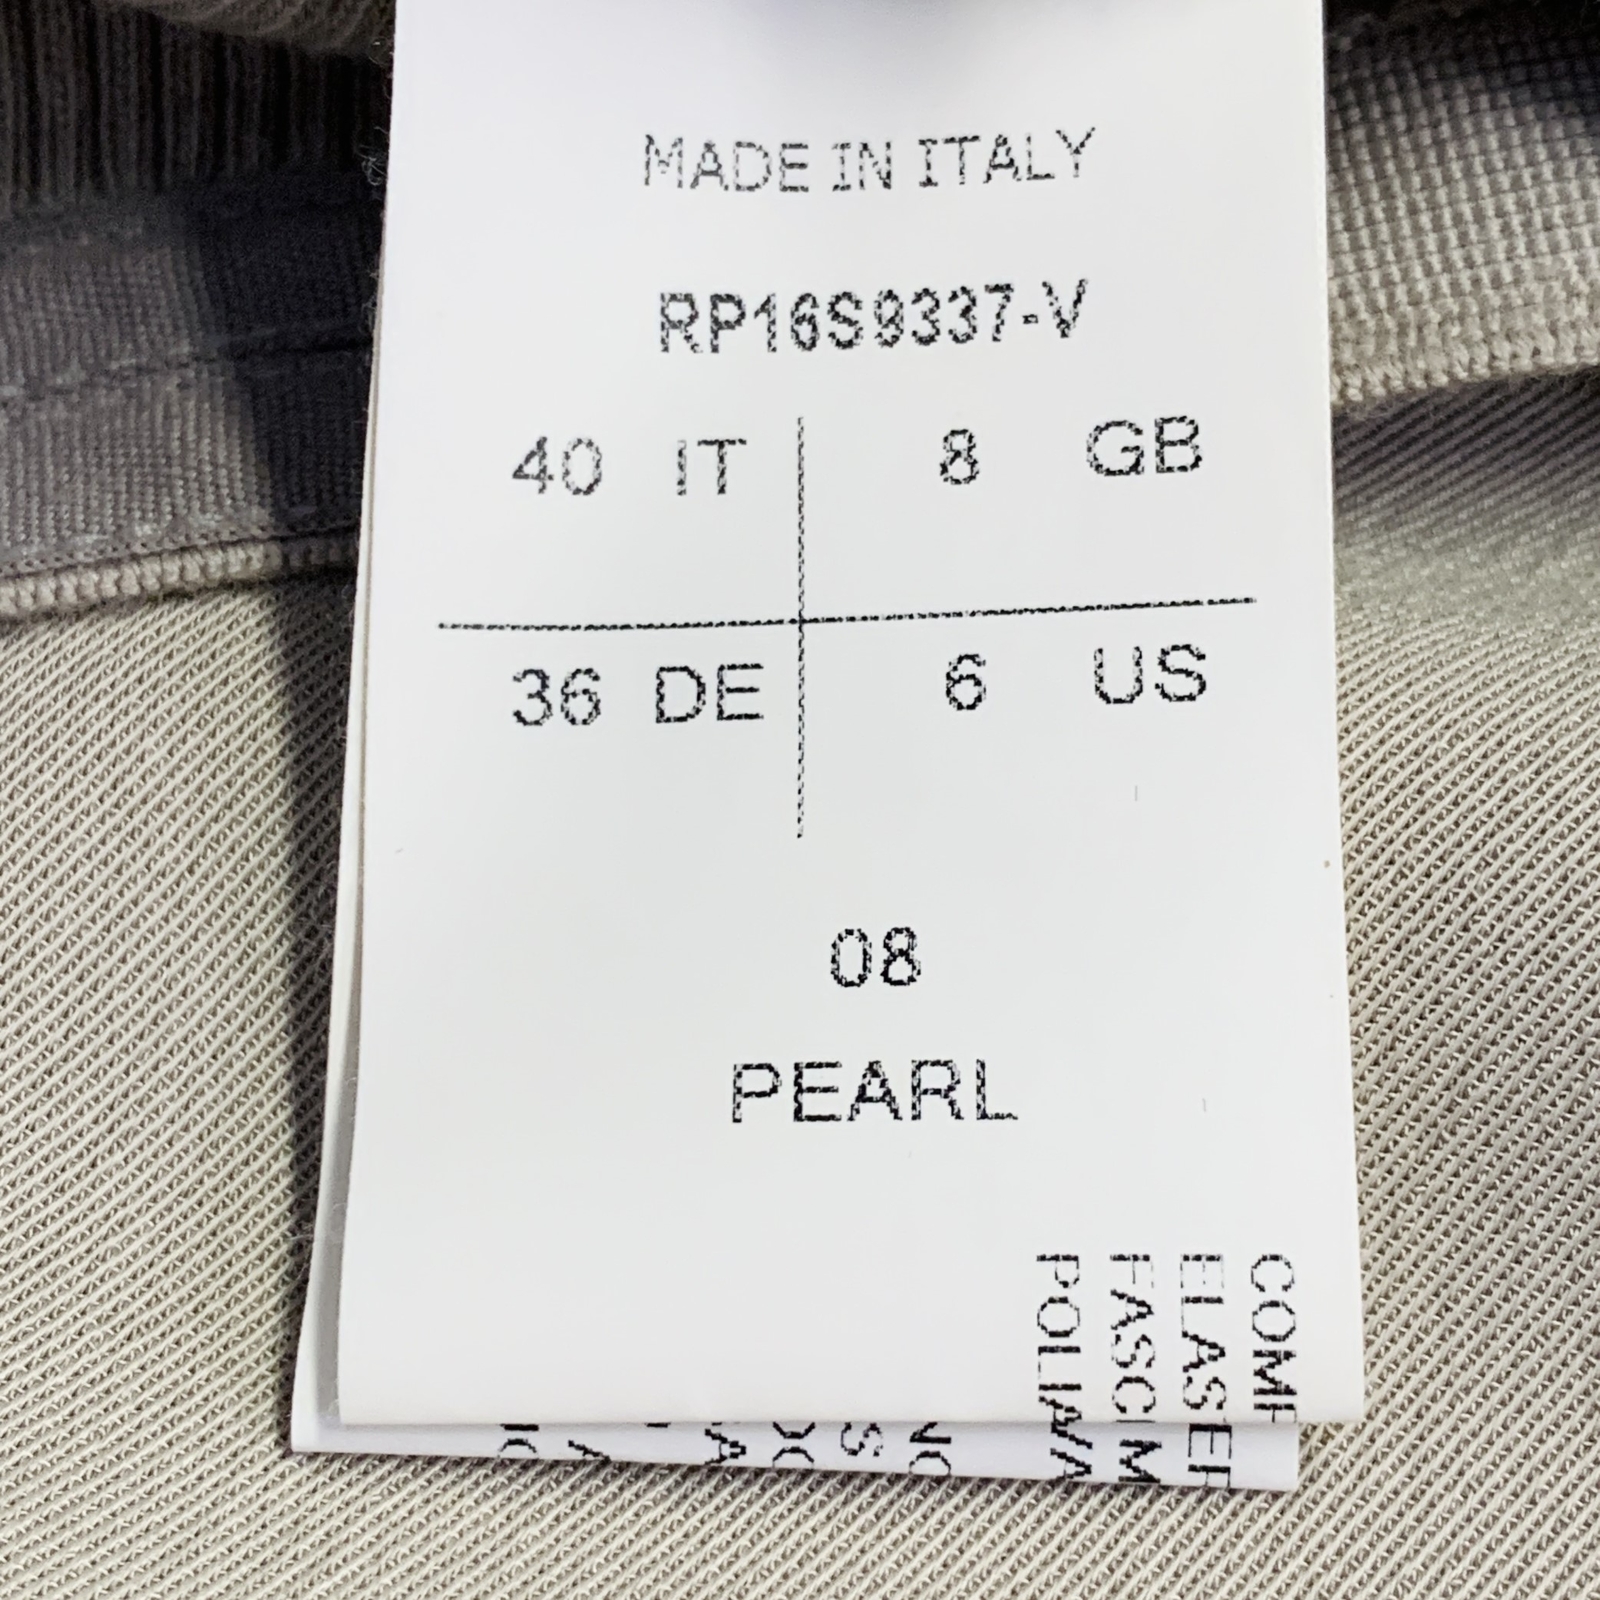 MADE IN ITALY
RP16S9337-V
40 IT 8 GB
36 DE 6 US
08
PEARL